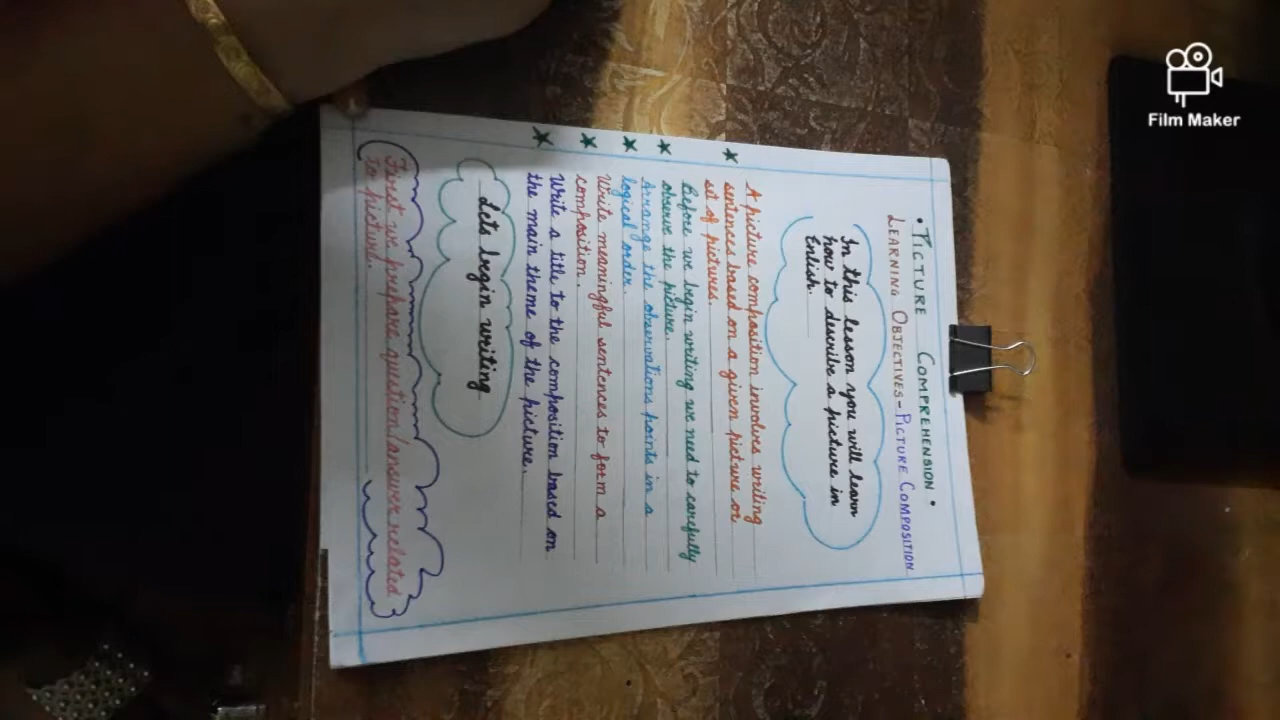 • PICTURE COMPREHENSION •
LEARNING OBJECTIVES-PICTURE COMPOSITION
In this lesson you will learn
how to describe a picture in
Enlish.
A picture composition involves writing
sentences based on a given picture or
set of pictures.
Before we begin writing we need to carefully
observe the picture.
Arrange the observations points in a
logical order.
Write meaningful sentences to form a
composition.
Write a title to the composition based on
the main theme of the picture.
Lets begin writing
First we prepare question/answer related
to picture.
Film Maker